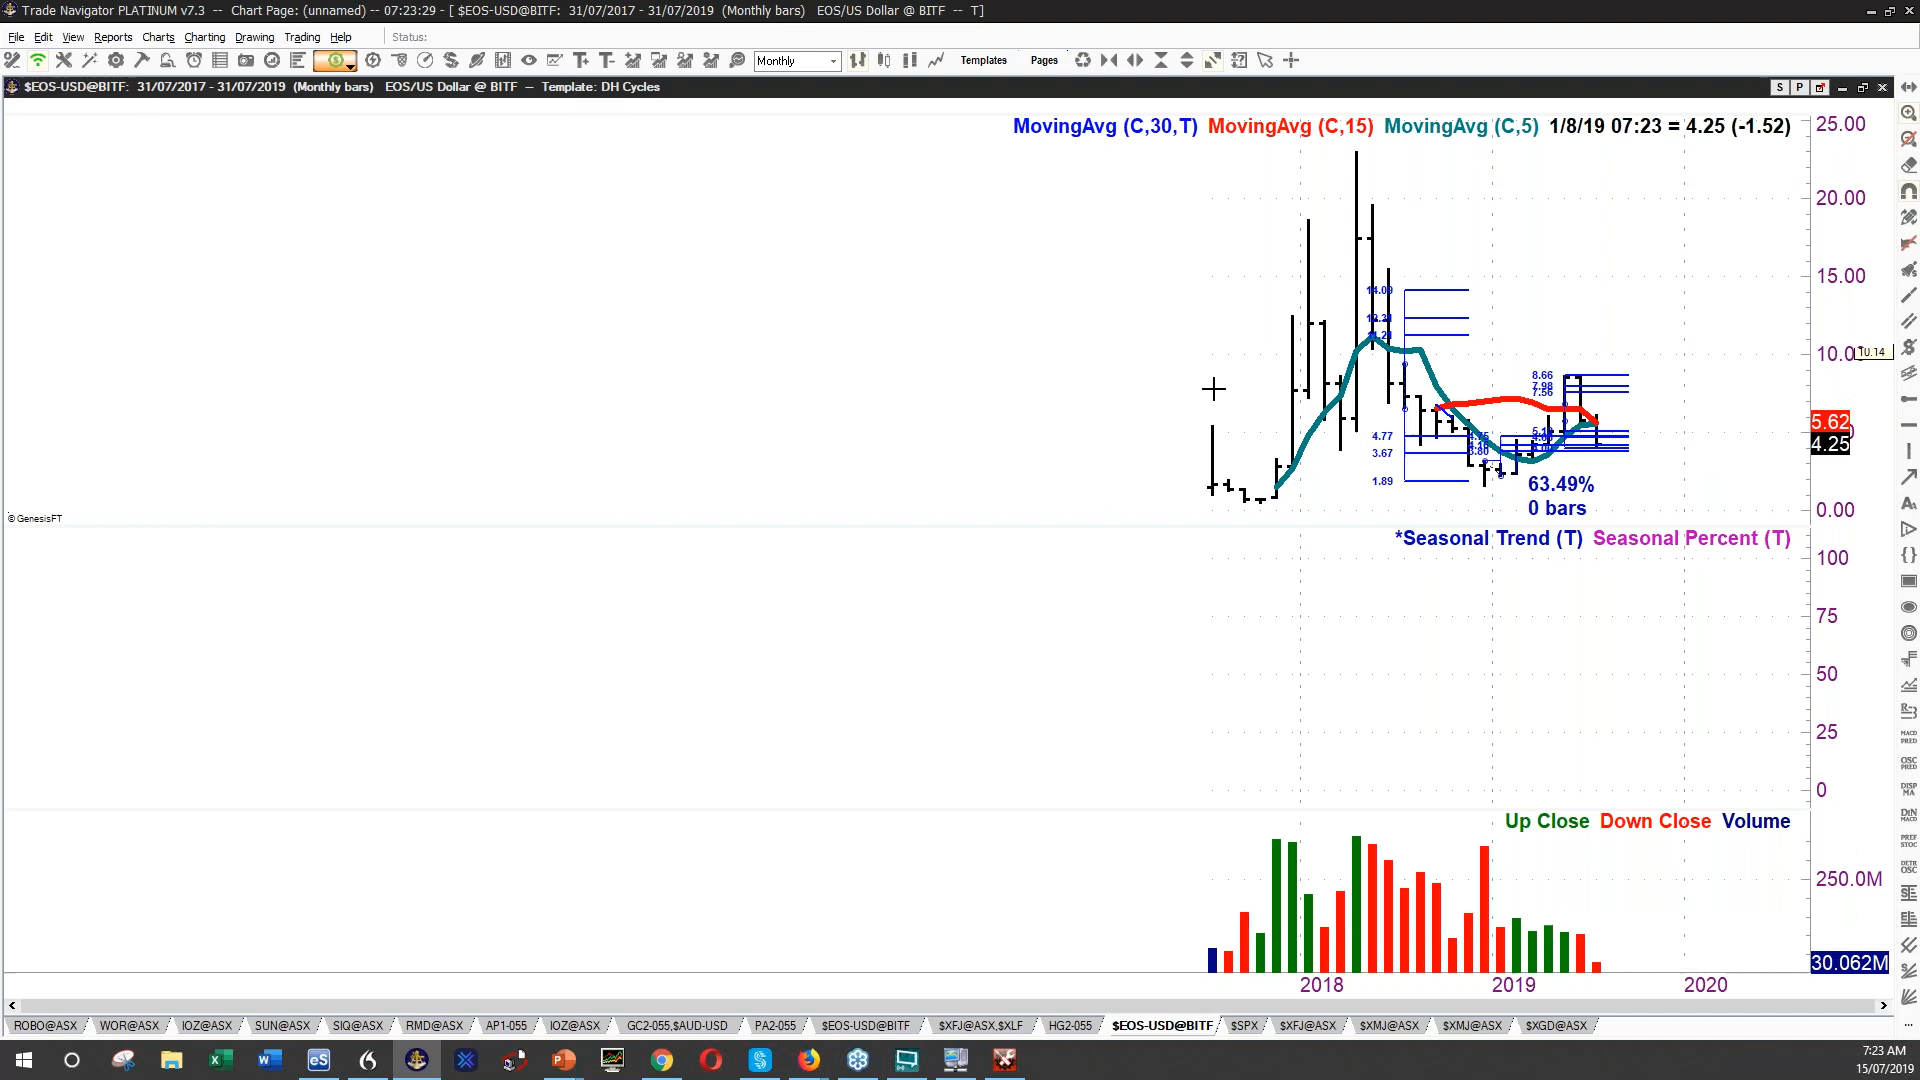 Trade Navigator PLATINUM v7.3 -- Chart Page: (unnamed) -- 07:23:29 - [ $EOS-USD@BITF: 31/07/2017 - 31/07/2019 (Monthly bars) EOS/US Dollar @ BITF -- T]
File Edit View Reports Charts Charting Drawing Trading Help Status:
Monthly Templates Pages
$EOS-USD@BITF: 31/07/2017 - 31/07/2019 (Monthly bars) EOS/US Dollar @ BITF – Template: DH Cycles S P
MovingAvg (C,30,T) MovingAvg (C,15) MovingAvg (C,5) 1/8/19 07:23 = 4.25 (-1.52)
25.00
20.00
15.00
14.09
10.14
8.66
7.98
7.56
5.62
4.77
4.25
3.67
3.80
1.89
63.49%
0 bars
0.00
© GenesisFT
*Seasonal Trend (T) Seasonal Percent (T)
100
75
50
25
0
Up Close Down Close Volume
250.0M
30.062M
2018 2019 2020
ROBO@ASX WOR@ASX IOZ@ASX SUN@ASX SIQ@ASX RMD@ASX AP1-055 IOZ@ASX GC2-055,$AUD-USD PA2-055 $EOS-USD@BITF $XFJ@ASX,$XLF HG2-055 $EOS-USD@BITF $SPX $XFJ@ASX $XMJ@ASX $XMJ@ASX $XGD@ASX
7:23 AM
15/07/2019